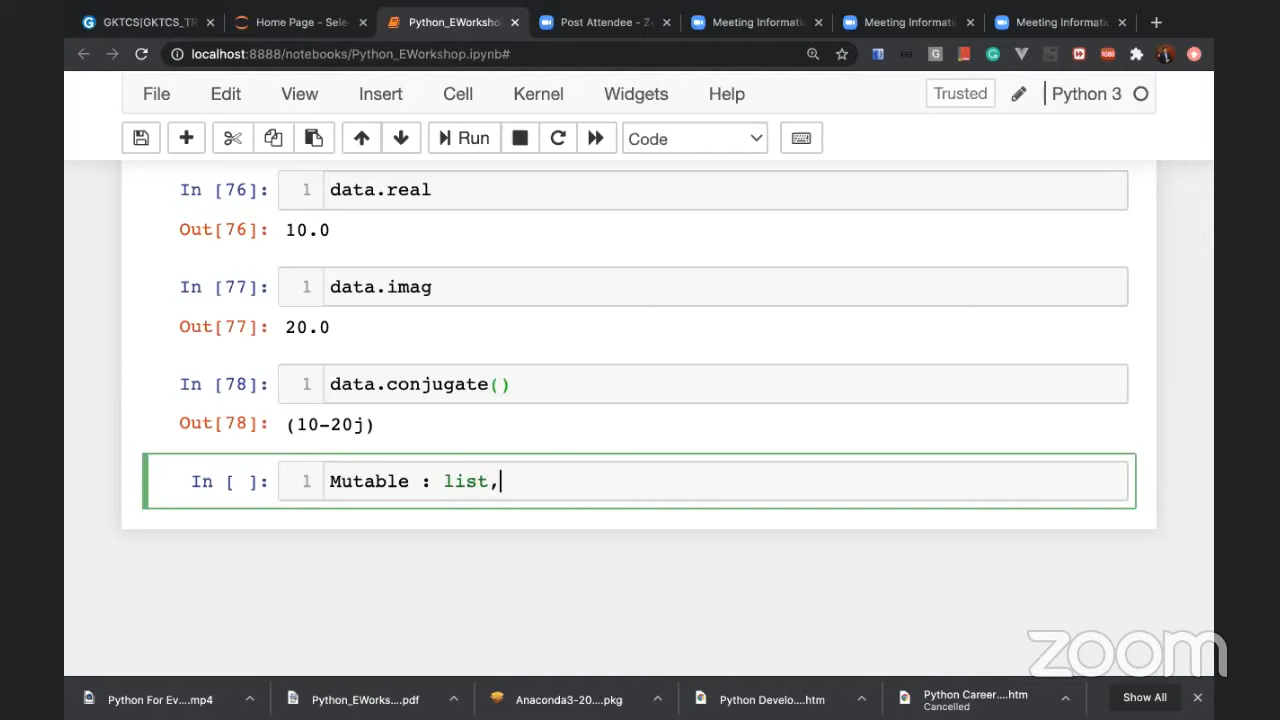 GKTCS|GKTCS_TR
Home Page - Sele
Python_EWorksho
Post Attendee - Z
Meeting Informati
Meeting Informati
Meeting Informati
localhost:8888/notebooks/Python_EWorkshop.ipynb#
File Edit View Insert Cell Kernel Widgets Help Trusted Python 3
Run Code
In [76]: 1 data.real
Out[76]: 10.0
In [77]: 1 data.imag
Out[77]: 20.0
In [78]: 1 data.conjugate()
Out[78]: (10-20j)
In [ ]: 1 Mutable : list,
zoom
Python For Ev....mp4
Python_EWorks....pdf
Anaconda3-20....pkg
Python Develo....htm
Python Career....htm
Cancelled
Show All